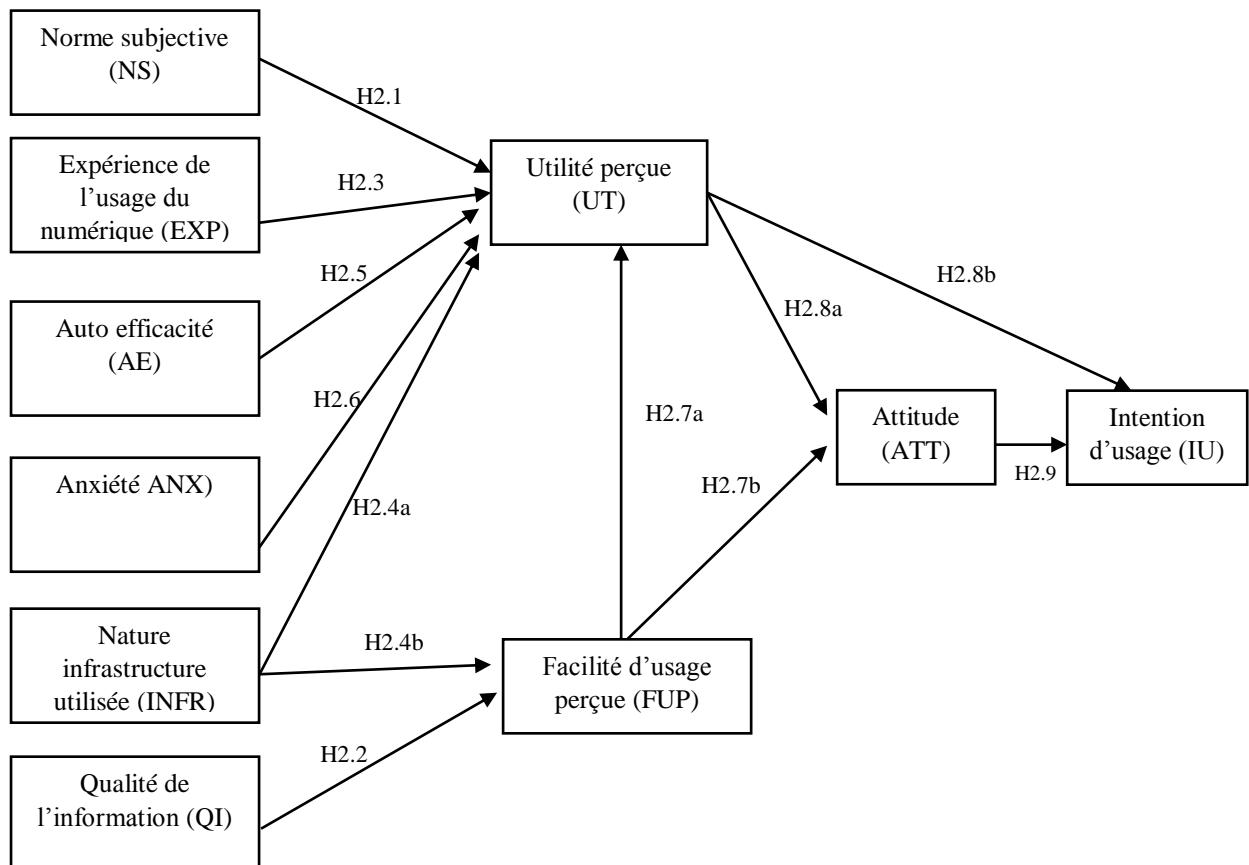 Norme subjective
(NS)
H2.1
Expérience de
l’usage du
numérique (EXP)
H2.3
Utilité perçue
(UT)
H2.5
Auto efficacité
(AE)
H2.8b
H2.8a
H2.6
H2.7a
Attitude
(ATT)
Intention
d’usage (IU)
H2.9
Anxiété ANX)
H2.4a
H2.7b
Nature
infrastructure
utilisée (INFR)
H2.4b
Facilité d’usage
perçue (FUP)
H2.2
Qualité de
l’information (QI)